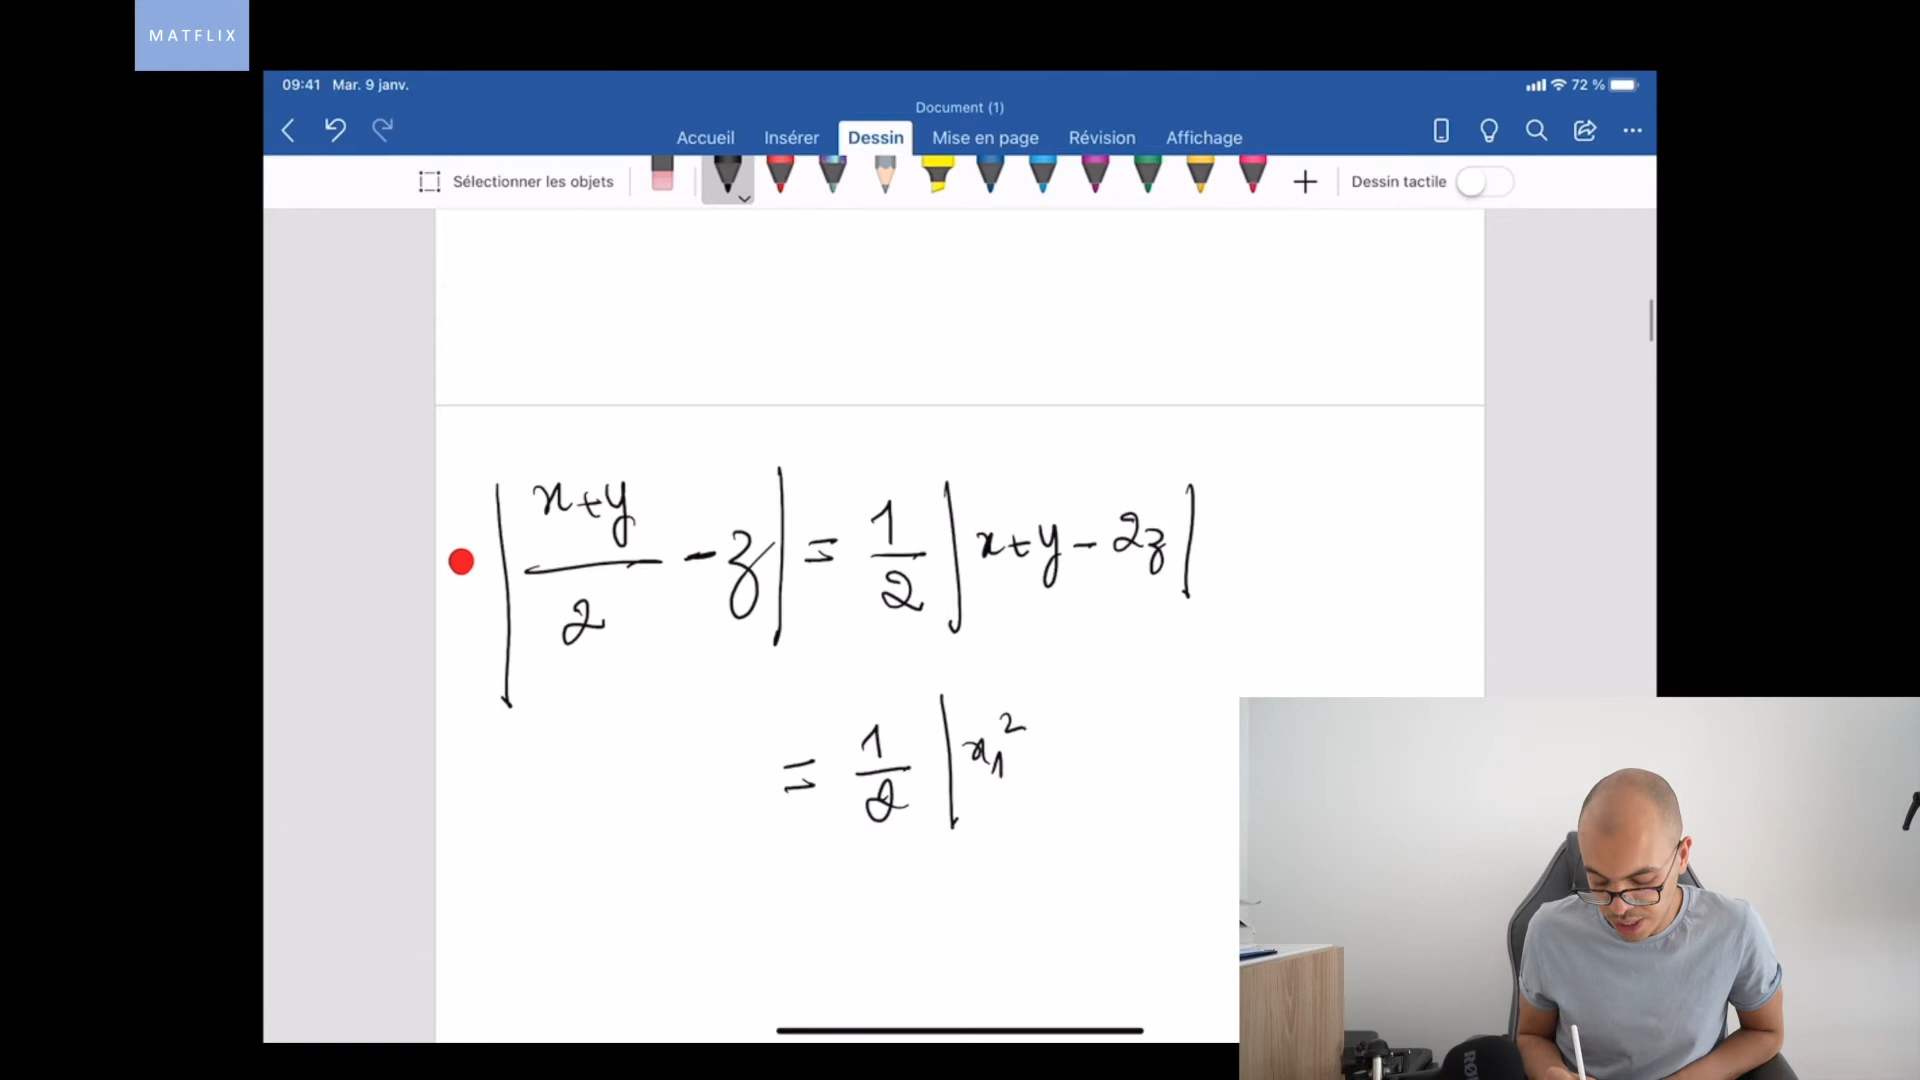 MATFLIX
09:41 Mar. 9 janv.
72 %
Document (1)
Accueil Insérer Dessin Mise en page Révision Affichage
Sélectionner les objets
Dessin tactile
|x+y/2 - z| = 1/2 |x+y-2z|
= 1/2 |x₁²
RØDE